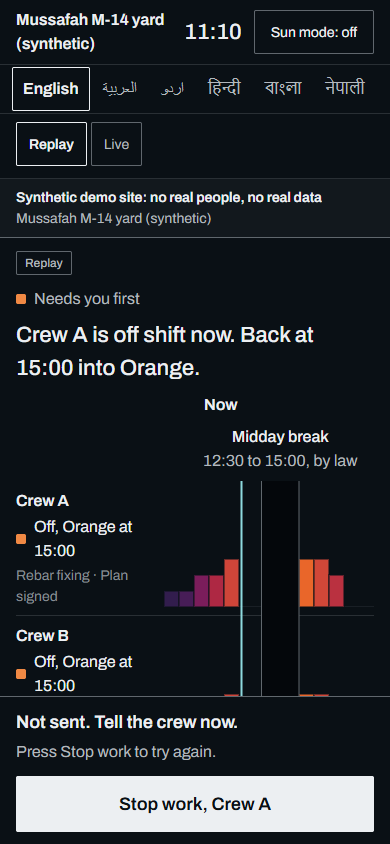 Mussafah M-14 yard
(synthetic)
11:10
Sun mode: off
English
العربية
اردو
हिन्दी
বাংলা
नेपाली
Replay
Live
Synthetic demo site: no real people, no real data
Mussafah M-14 yard (synthetic)
Replay
Needs you first
Crew A is off shift now. Back at
15:00 into Orange.
Now
Midday break
12:30 to 15:00, by law
Crew A
Off, Orange at
15:00
Rebar fixing · Plan
signed
Crew B
Off, Orange at
15:00
Not sent. Tell the crew now.
Press Stop work to try again.
Stop work, Crew A